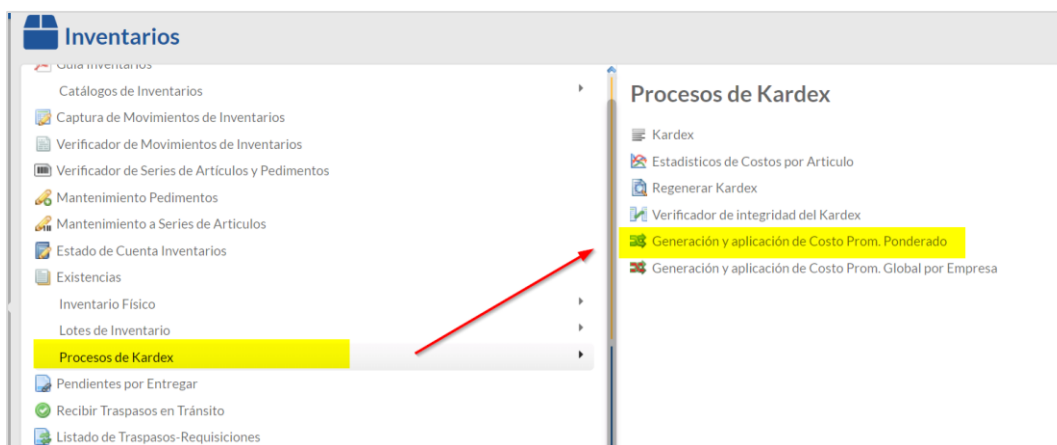 Inventarios
Guía Inventarios
Catálogos de Inventarios
Captura de Movimientos de Inventarios
Verificador de Movimientos de Inventarios
Verificador de Series de Artículos y Pedimentos
Mantenimiento Pedimentos
Mantenimiento a Series de Articulos
Estado de Cuenta Inventarios
Existencias
Inventario Físico
Lotes de Inventario
Procesos de Kardex
Pendientes por Entregar
Recibir Traspasos en Tránsito
Listado de Traspasos-Requisiciones
Procesos de Kardex
Kardex
Estadisticos de Costos por Articulo
Regenerar Kardex
Verificador de integridad del Kardex
Generación y aplicación de Costo Prom. Ponderado
Generación y aplicación de Costo Prom. Global por Empresa